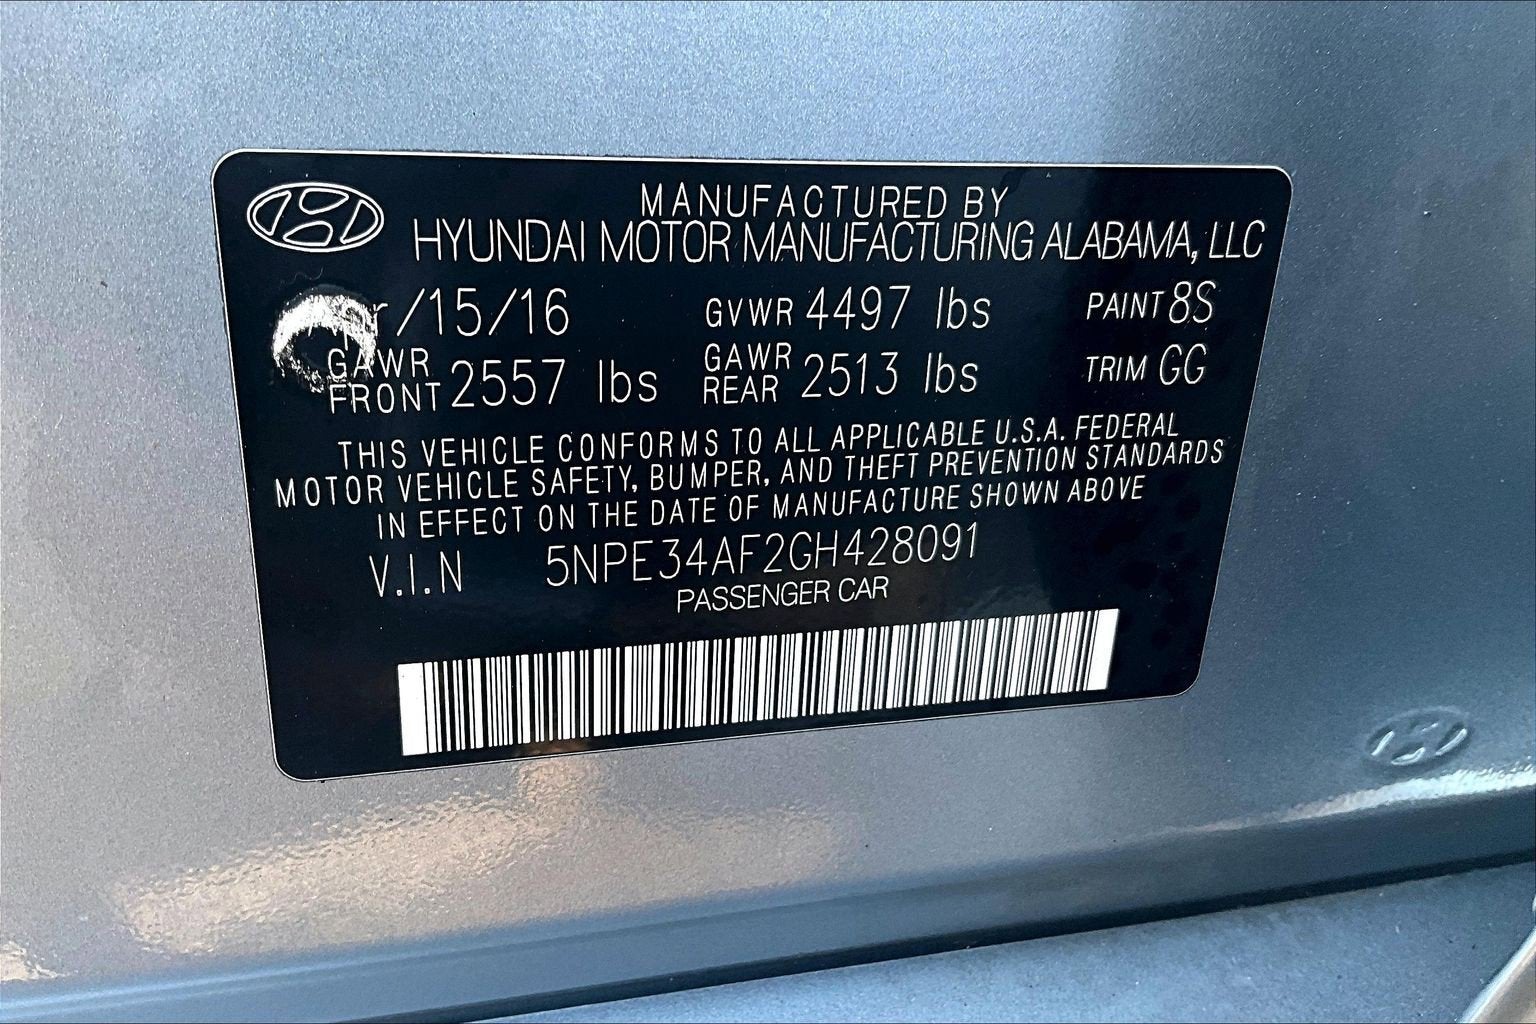 MANUFACTURED BY
HYUNDAI MOTOR MANUFACTURING ALABAMA, LLC
/15/16 GVWR 4497 lbs PAINT 8S
GAWR FRONT 2557 lbs GAWR REAR 2513 lbs TRIM GG
THIS VEHICLE CONFORMS TO ALL APPLICABLE U.S.A. FEDERAL
MOTOR VEHICLE SAFETY, BUMPER, AND THEFT PREVENTION STANDARDS
IN EFFECT ON THE DATE OF MANUFACTURE SHOWN ABOVE
V.I.N 5NPE34AF2GH428091
PASSENGER CAR